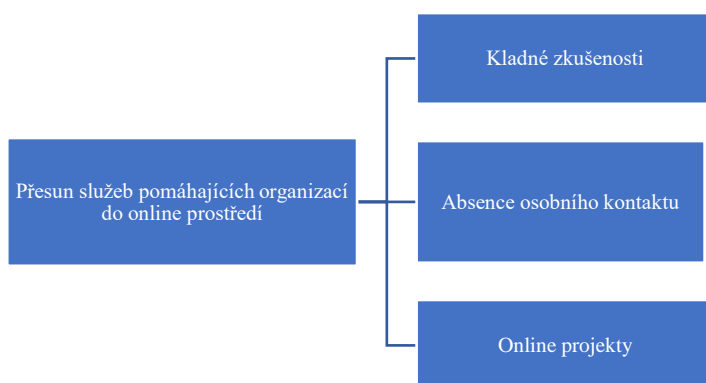 Kladné zkušenosti
Přesun služeb pomáhajících organizací
do online prostředí
Absence osobního kontaktu
Online projekty